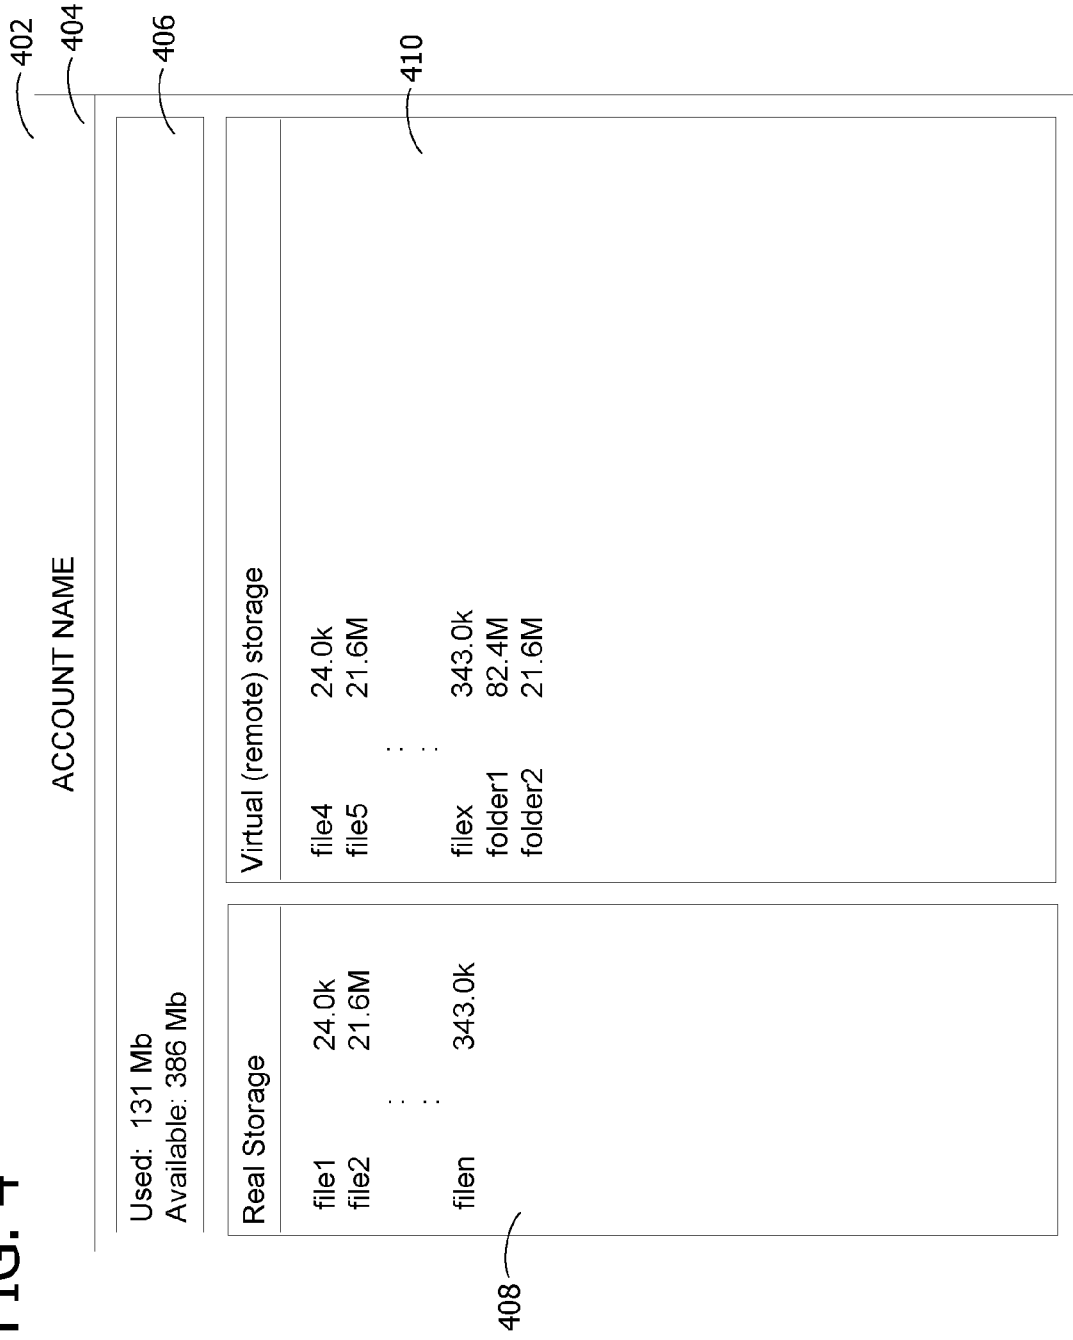 FIG. 4
402
404
ACCOUNT NAME
406
Used: 131 Mb
Available: 386 Mb
410
Real Storage
file1 24.0k
file2 21.6M
: :
filen 343.0k
408
Virtual (remote) storage
file4 24.0k
file5 21.6M
: :
filex 343.0k
folder1 82.4M
folder2 21.6M